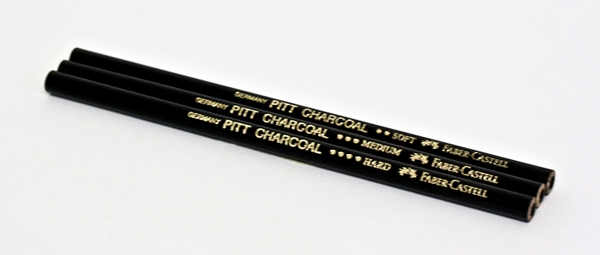 GERMANY PITT CHARCOAL ●● SOFT FABER-CASTELL
GERMANY PITT CHARCOAL ●●● MEDIUM FABER-CASTELL
GERMANY PITT CHARCOAL ●●●● HARD FABER-CASTELL